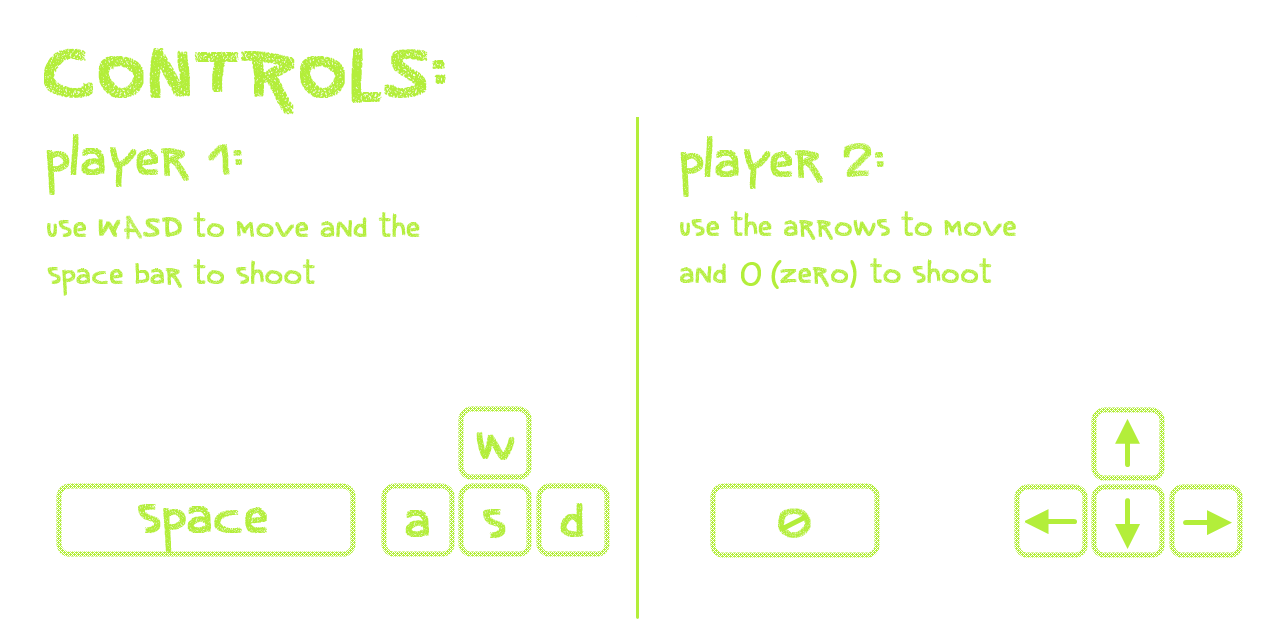 CONTROLS:
player 1:
use WASD to move and the
space bar to shoot
player 2:
use the arrows to move
and 0 (zero) to shoot
w
space
a
s
d
0